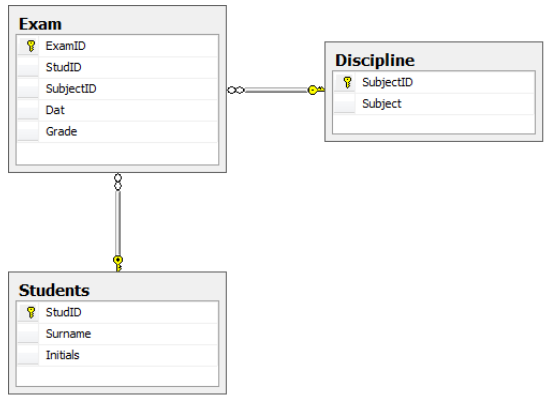 Exam
ExamID
StudID
SubjectID
Dat
Grade
Discipline
SubjectID
Subject
Students
StudID
Surname
Initials